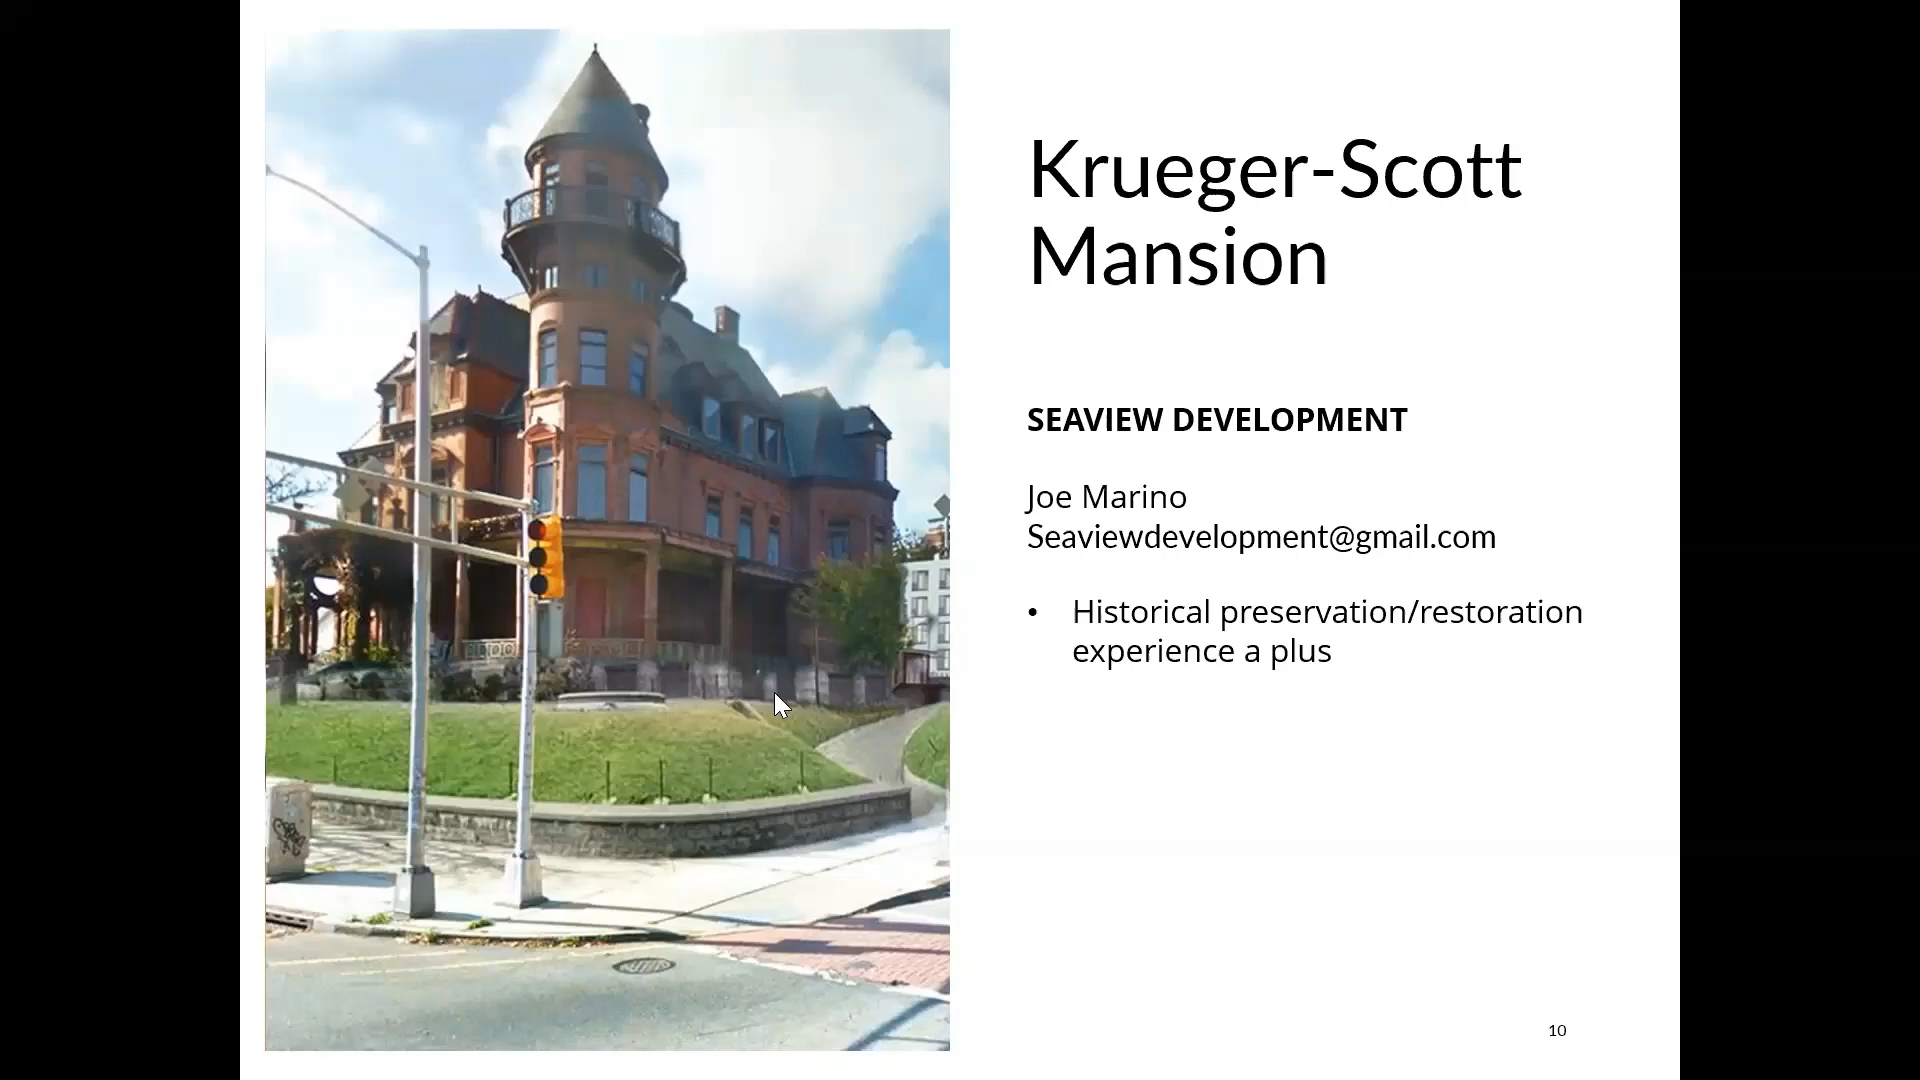 Krueger-Scott
Mansion
SEAVIEW DEVELOPMENT
Joe Marino
Seaviewdevelopment@gmail.com
• Historical preservation/restoration
experience a plus
10